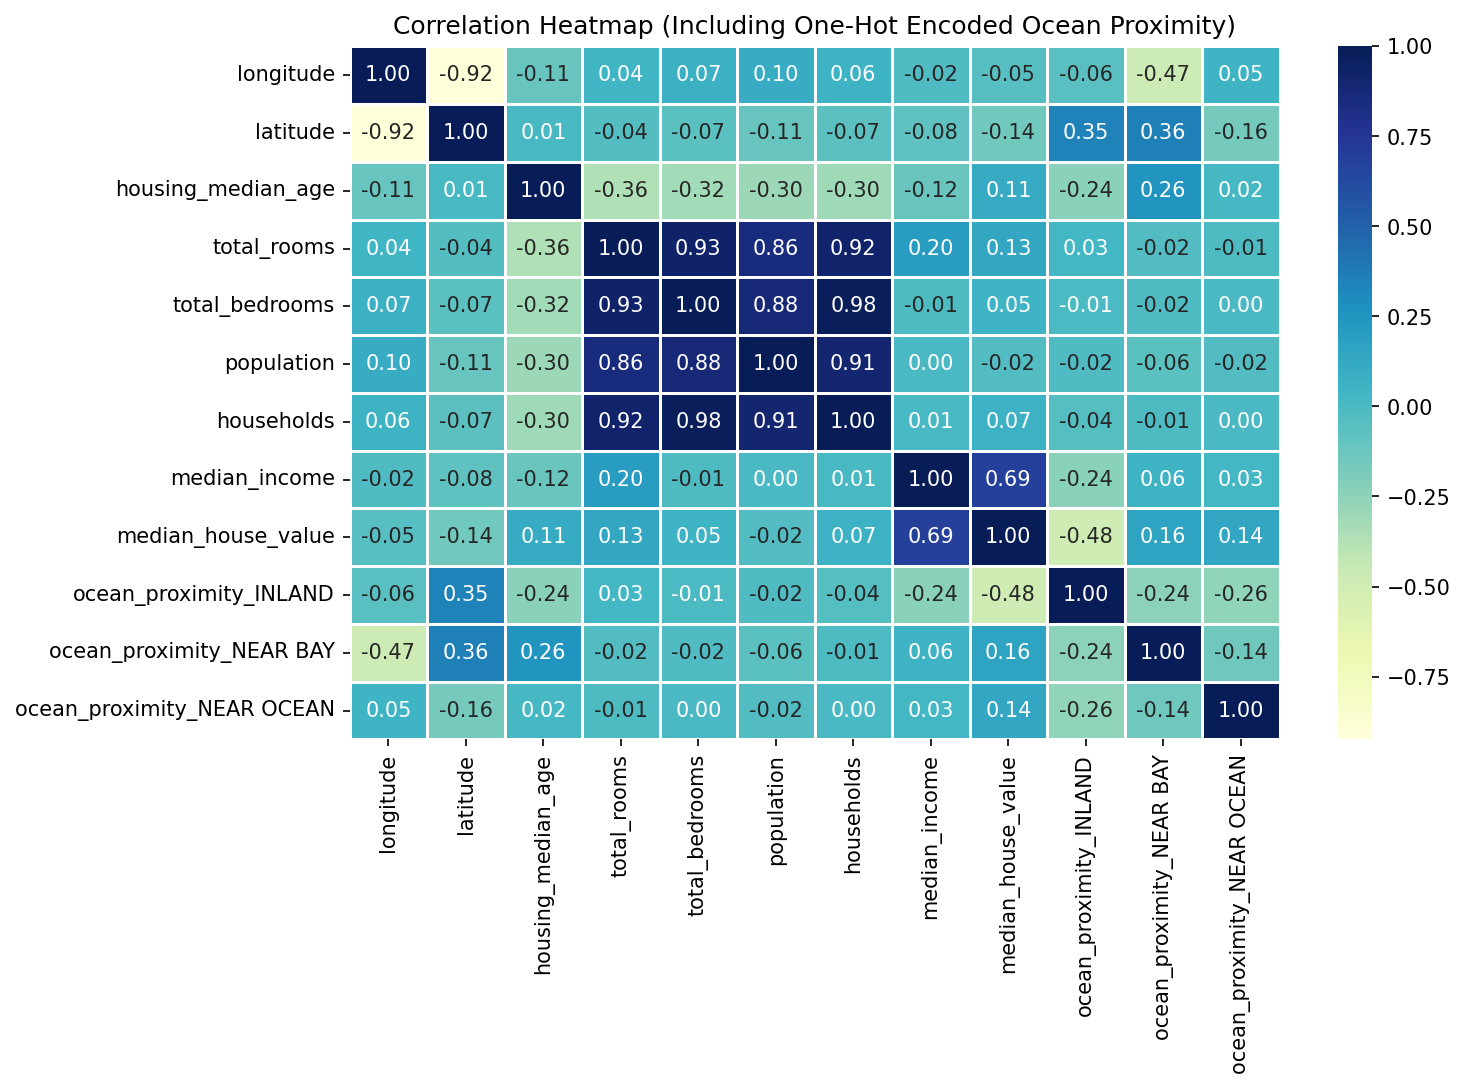 Correlation Heatmap (Including One-Hot Encoded Ocean Proximity)
longitude 1.00 -0.92 -0.11 0.04 0.07 0.10 0.06 -0.02 -0.05 -0.06 -0.47 0.05
latitude -0.92 1.00 0.01 -0.04 -0.07 -0.11 -0.07 -0.08 -0.14 0.35 0.36 -0.16
housing_median_age -0.11 0.01 1.00 -0.36 -0.32 -0.30 -0.30 -0.12 0.11 -0.24 0.26 0.02
total_rooms 0.04 -0.04 -0.36 1.00 0.93 0.86 0.92 0.20 0.13 0.03 -0.02 -0.01
total_bedrooms 0.07 -0.07 -0.32 0.93 1.00 0.88 0.98 -0.01 0.05 -0.01 -0.02 0.00
population 0.10 -0.11 -0.30 0.86 0.88 1.00 0.91 0.00 -0.02 -0.02 -0.06 -0.02
households 0.06 -0.07 -0.30 0.92 0.98 0.91 1.00 0.01 0.07 -0.04 -0.01 0.00
median_income -0.02 -0.08 -0.12 0.20 -0.01 0.00 0.01 1.00 0.69 -0.24 0.06 0.03
median_house_value -0.05 -0.14 0.11 0.13 0.05 -0.02 0.07 0.69 1.00 -0.48 0.16 0.14
ocean_proximity_INLAND -0.06 0.35 -0.24 0.03 -0.01 -0.02 -0.04 -0.24 -0.48 1.00 -0.24 -0.26
ocean_proximity_NEAR BAY -0.47 0.36 0.26 -0.02 -0.02 -0.06 -0.01 0.06 0.16 -0.24 1.00 -0.14
ocean_proximity_NEAR OCEAN 0.05 -0.16 0.02 -0.01 0.00 -0.02 0.00 0.03 0.14 -0.26 -0.14 1.00
longitude
latitude
housing_median_age
total_rooms
total_bedrooms
population
households
median_income
median_house_value
ocean_proximity_INLAND
ocean_proximity_NEAR BAY
ocean_proximity_NEAR OCEAN
1.00
0.75
0.50
0.25
0.00
−0.25
−0.50
−0.75